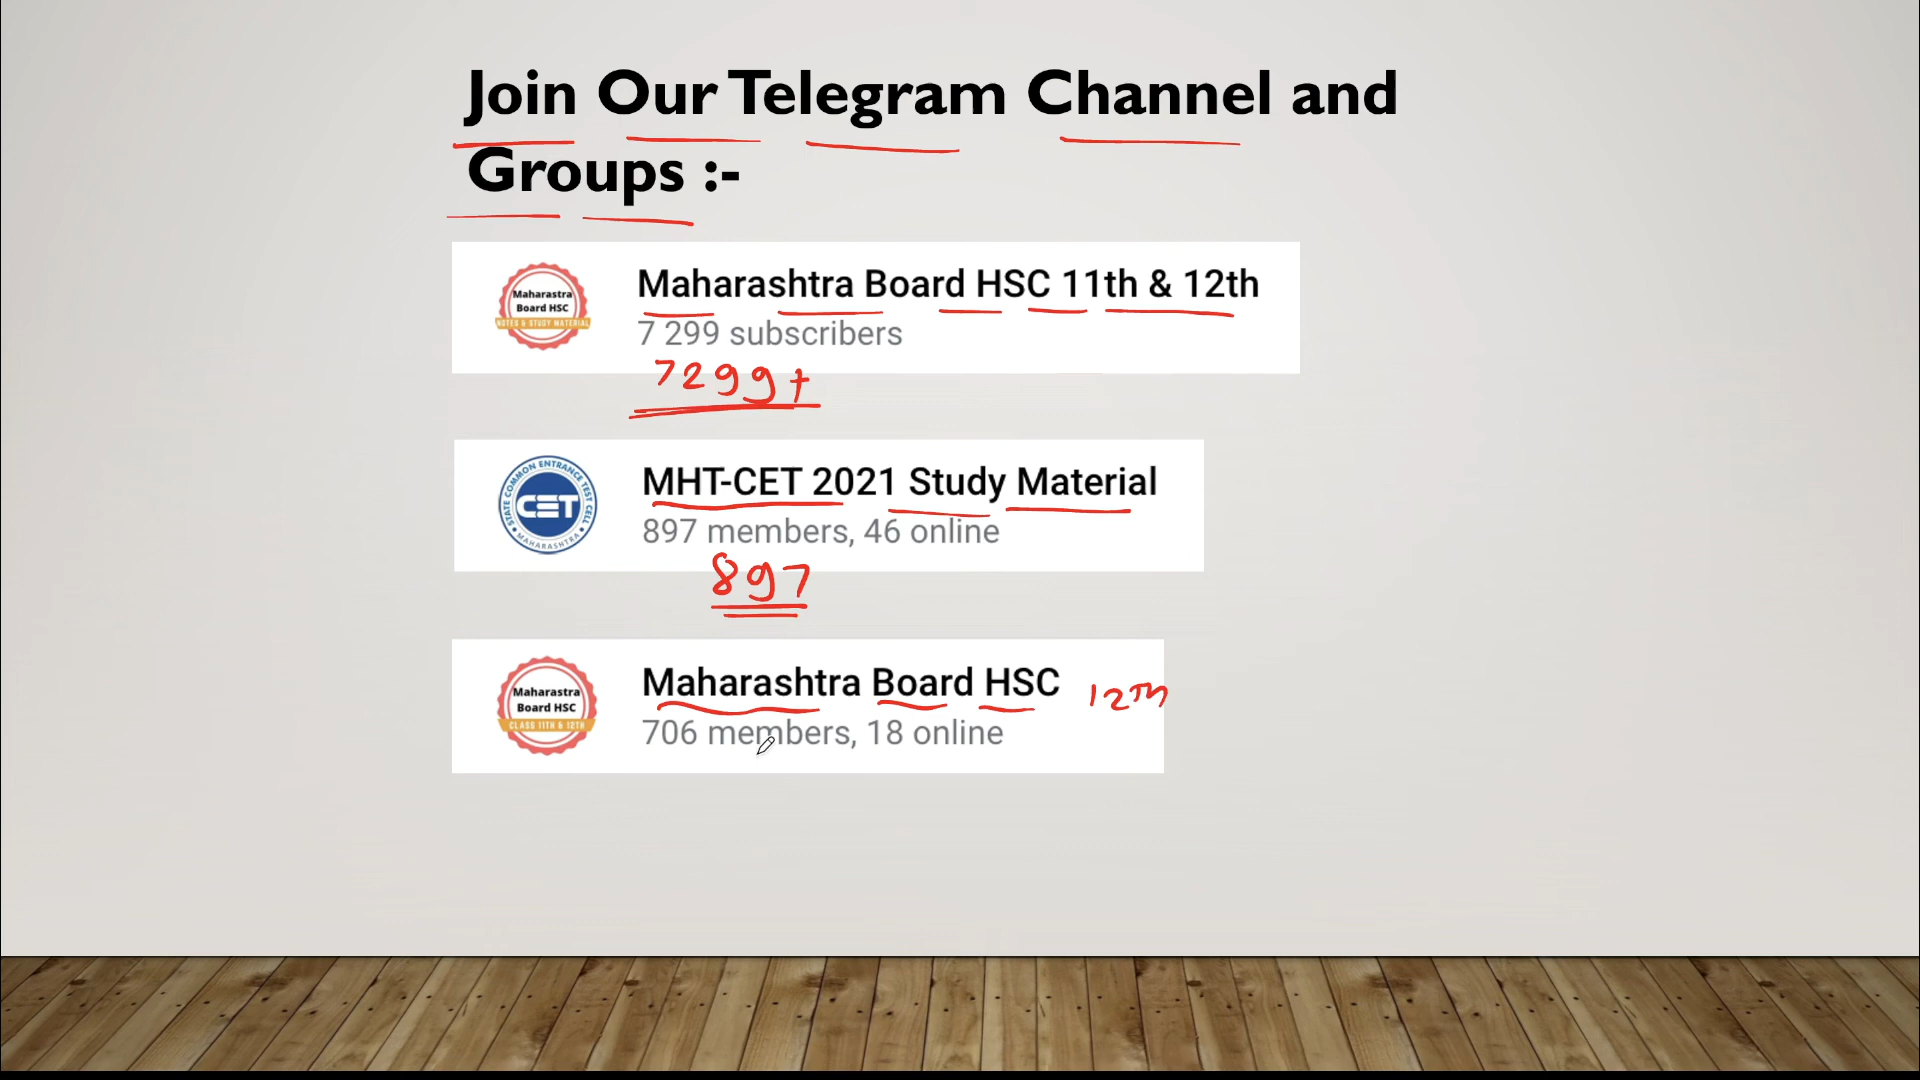 Join Our Telegram Channel and
Groups :-
Maharastra
Board HSC
NOTES & STUDY MATERIAL
Maharashtra Board HSC 11th & 12th
7 299 subscribers
7299+
STATE COMMON ENTRANCE TEST CELL
CET
MAHARASHTRA
MHT-CET 2021 Study Material
897 members, 46 online
897
Maharastra
Board HSC
CLASS 11TH & 12TH
Maharashtra Board HSC 12Th
706 members, 18 online